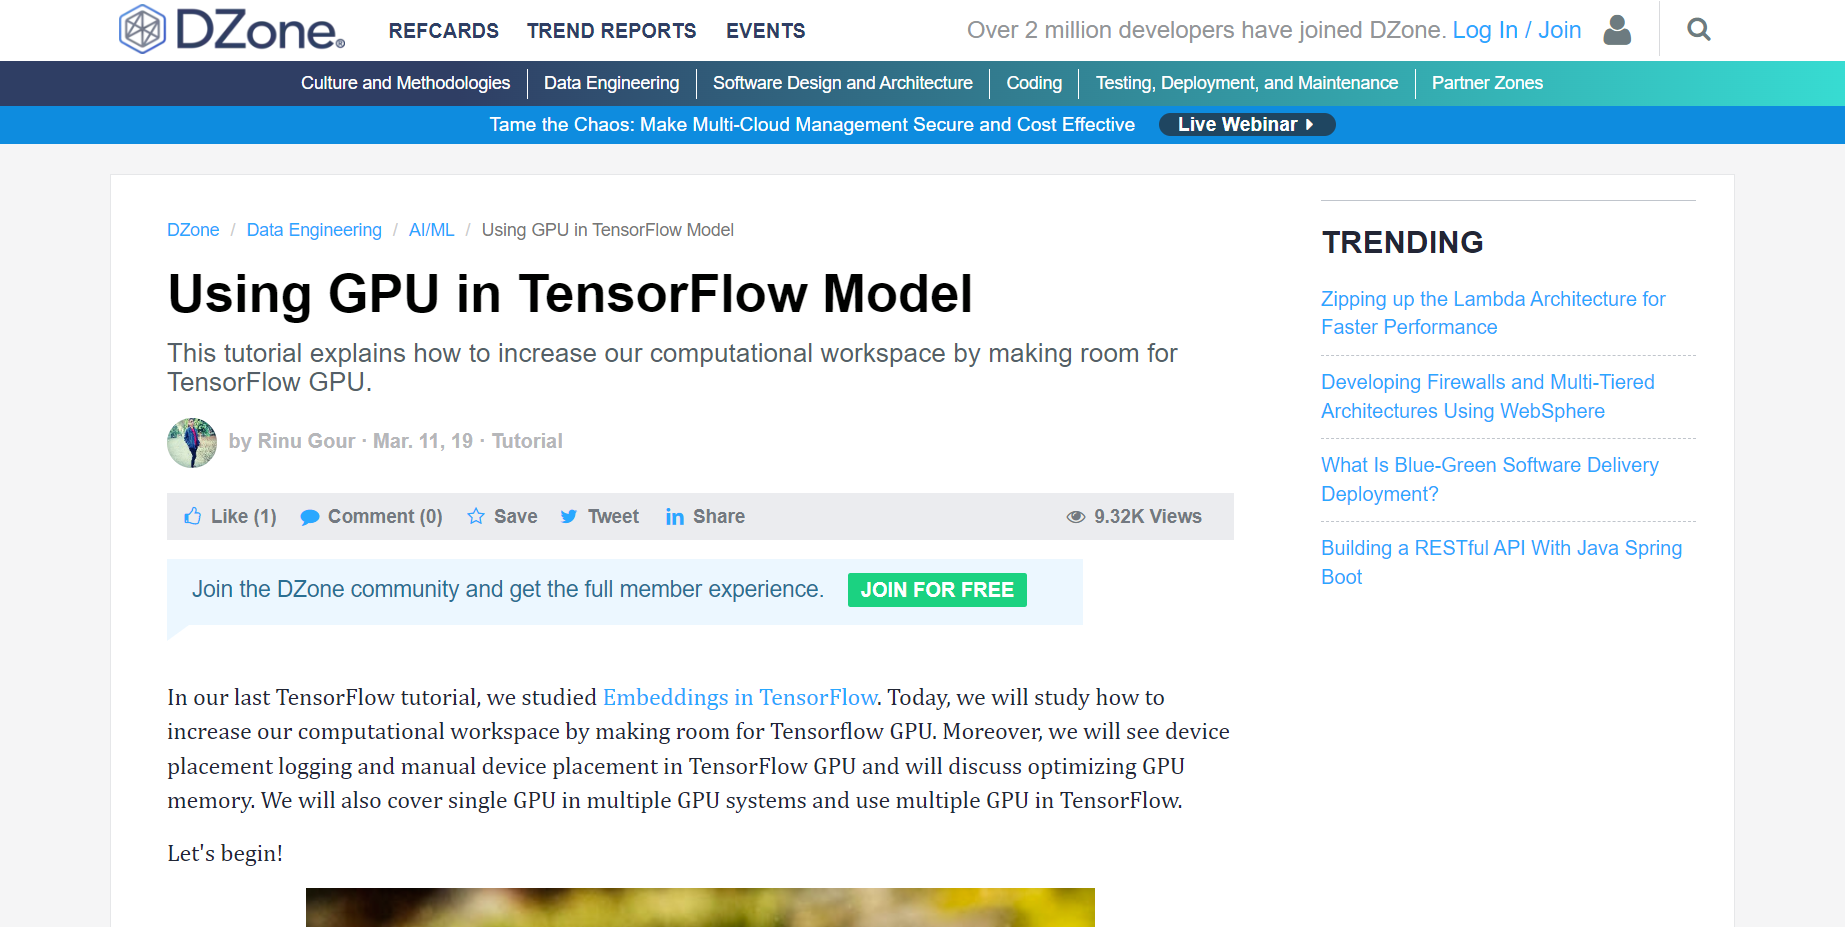 DZone®
REFCARDS TREND REPORTS EVENTS
Over 2 million developers have joined DZone. Log In / Join
Culture and Methodologies Data Engineering Software Design and Architecture Coding Testing, Deployment, and Maintenance Partner Zones
Tame the Chaos: Make Multi-Cloud Management Secure and Cost Effective Live Webinar
DZone / Data Engineering / AI/ML / Using GPU in TensorFlow Model
Using GPU in TensorFlow Model
This tutorial explains how to increase our computational workspace by making room for
TensorFlow GPU.
by Rinu Gour · Mar. 11, 19 · Tutorial
Like (1) Comment (0) Save Tweet Share 9.32K Views
Join the DZone community and get the full member experience. JOIN FOR FREE
In our last TensorFlow tutorial, we studied Embeddings in TensorFlow. Today, we will study how to
increase our computational workspace by making room for Tensorflow GPU. Moreover, we will see device
placement logging and manual device placement in TensorFlow GPU and will discuss optimizing GPU
memory. We will also cover single GPU in multiple GPU systems and use multiple GPU in TensorFlow.
Let's begin!
TRENDING
Zipping up the Lambda Architecture for
Faster Performance
Developing Firewalls and Multi-Tiered
Architectures Using WebSphere
What Is Blue-Green Software Delivery
Deployment?
Building a RESTful API With Java Spring
Boot